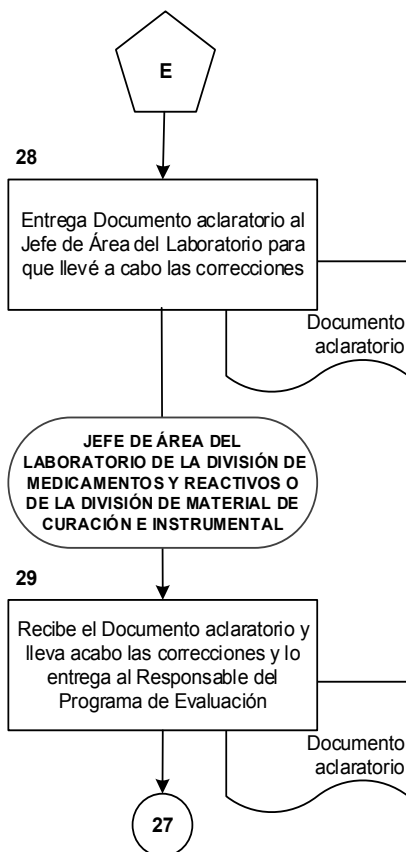 E
28
Entrega Documento aclaratorio al
Jefe de Área del Laboratorio para
que llevé a cabo las correcciones
Documento
aclaratorio
JEFE DE ÁREA DEL
LABORATORIO DE LA DIVISIÓN DE
MEDICAMENTOS Y REACTIVOS O
DE LA DIVISIÓN DE MATERIAL DE
CURACIÓN E INSTRUMENTAL
29
Recibe el Documento aclaratorio y
lleva acabo las correcciones y lo
entrega al Responsable del
Programa de Evaluación
Documento
aclaratorio
27